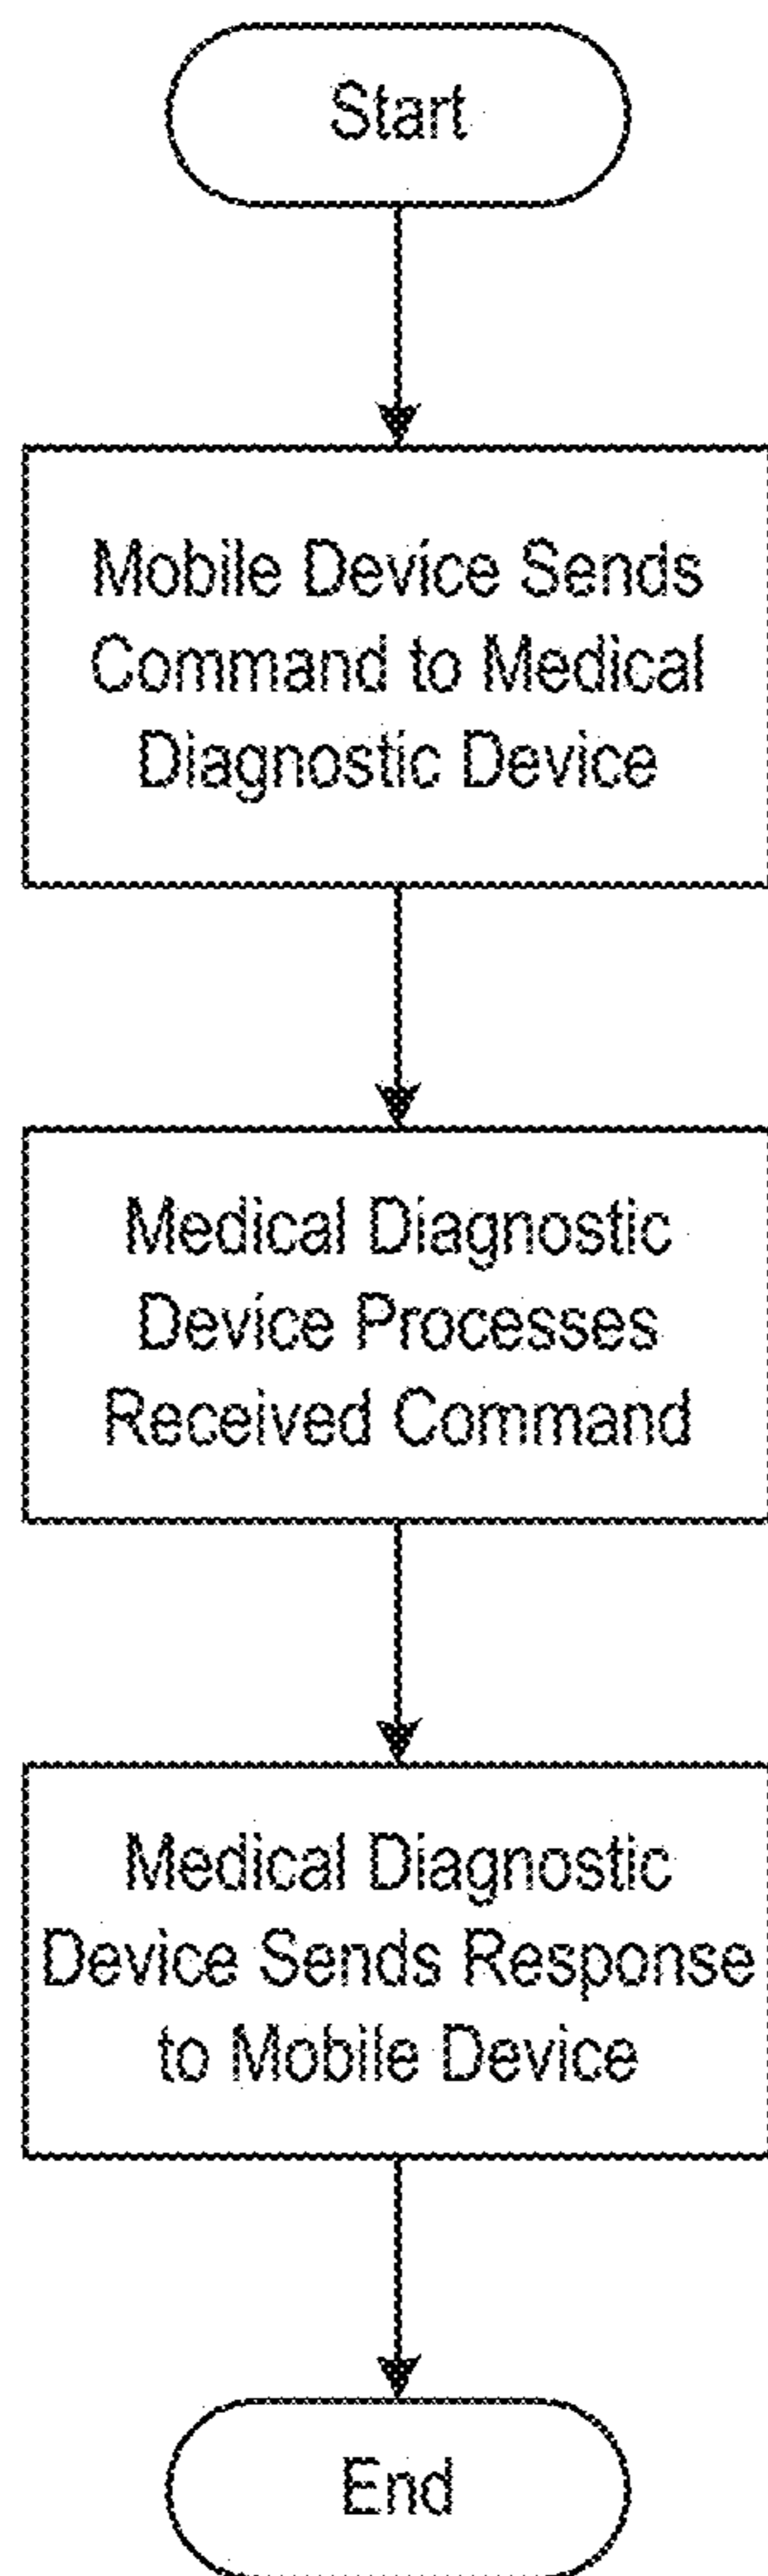 Start
Mobile Device Sends
Command to Medical
Diagnostic Device
Medical Diagnostic
Device Processes
Received Command
Medical Diagnostic
Device Sends Response
to Mobile Device
End